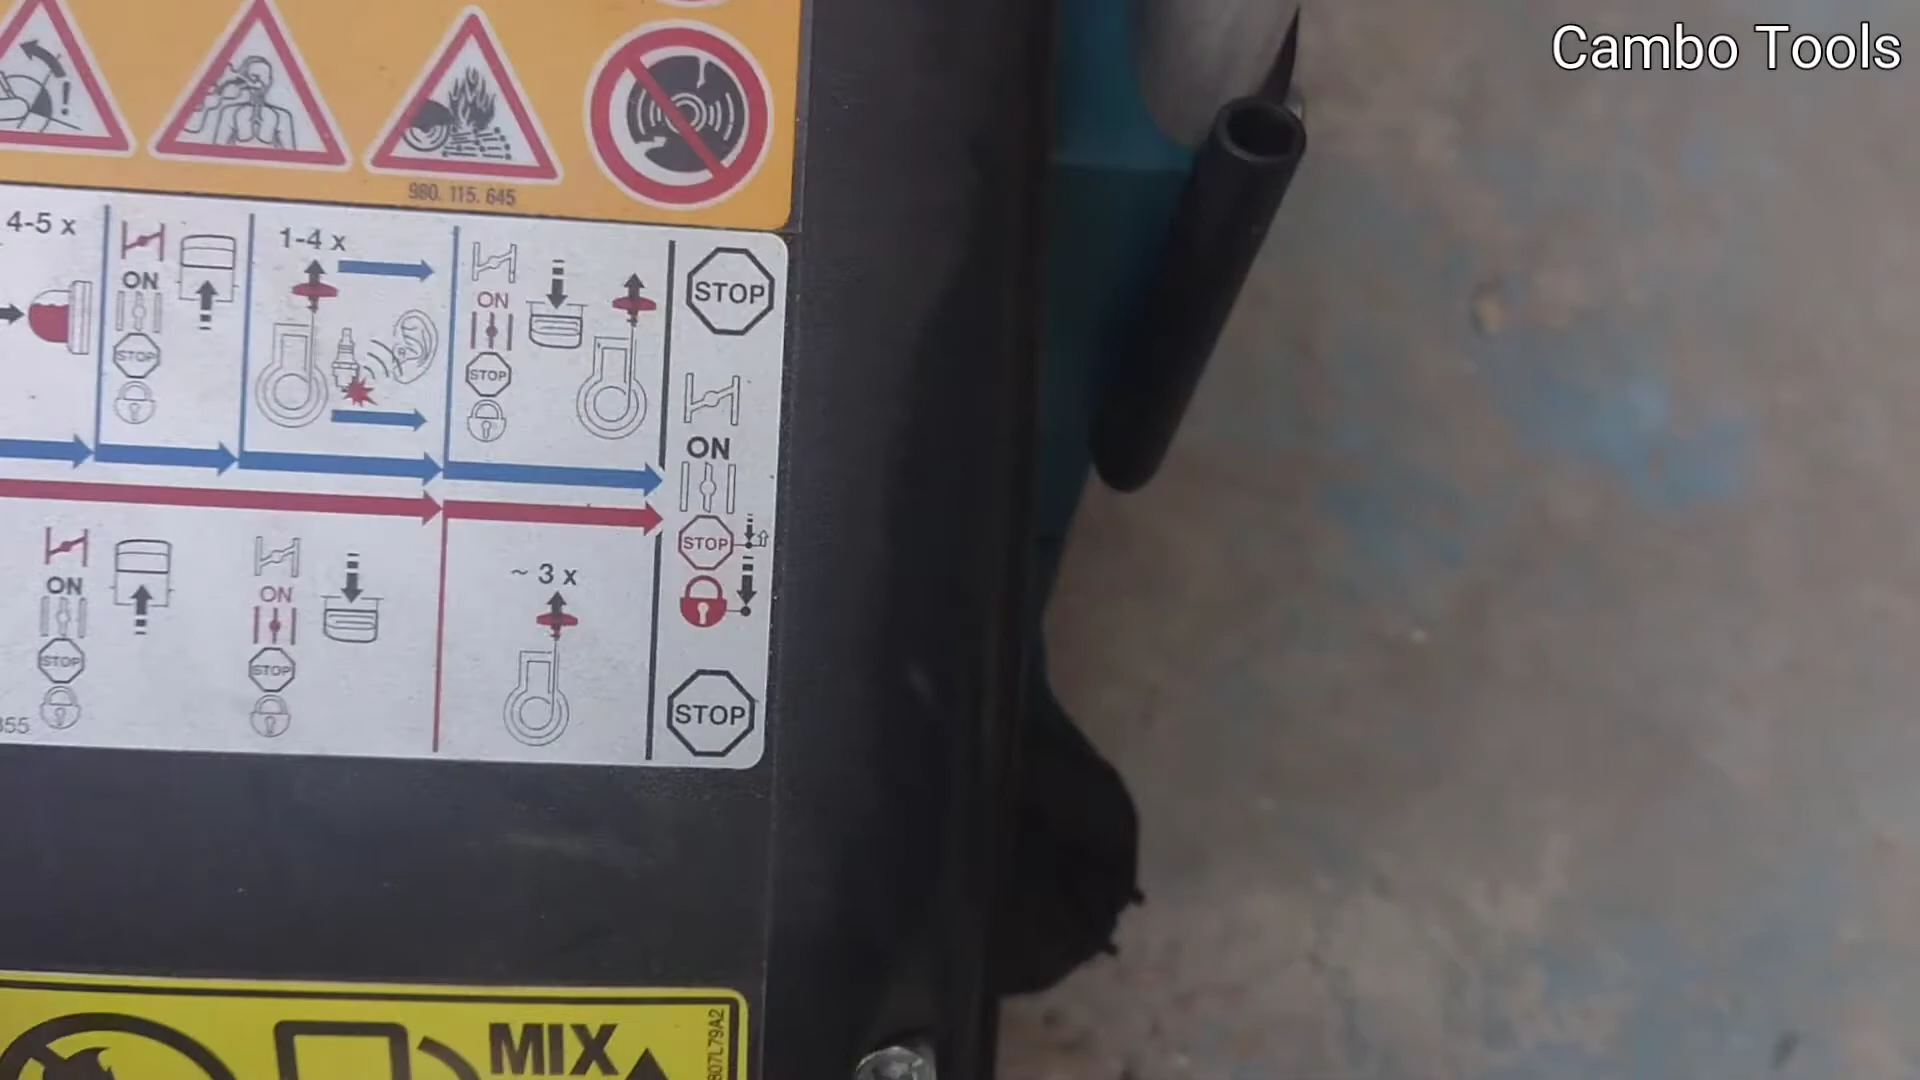 Cambo Tools
980. 115. 645
4-5 x
ON
STOP
1-4 x
ON
STOP
STOP
ON
STOP
STOP
ON
STOP
ON
STOP
~ 3 x
355
MIX
807L79A2